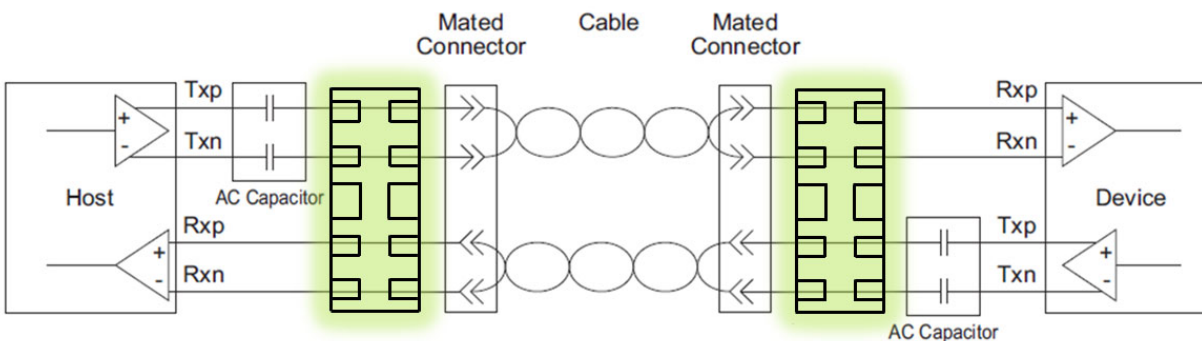 Mated
Connector
Cable
Mated
Connector
Txp
Rxp
+
-
+
-
Txn
Rxn
Host
AC Capacitor
Device
Rxp
Txp
+
-
+
-
Rxn
Txn
AC Capacitor